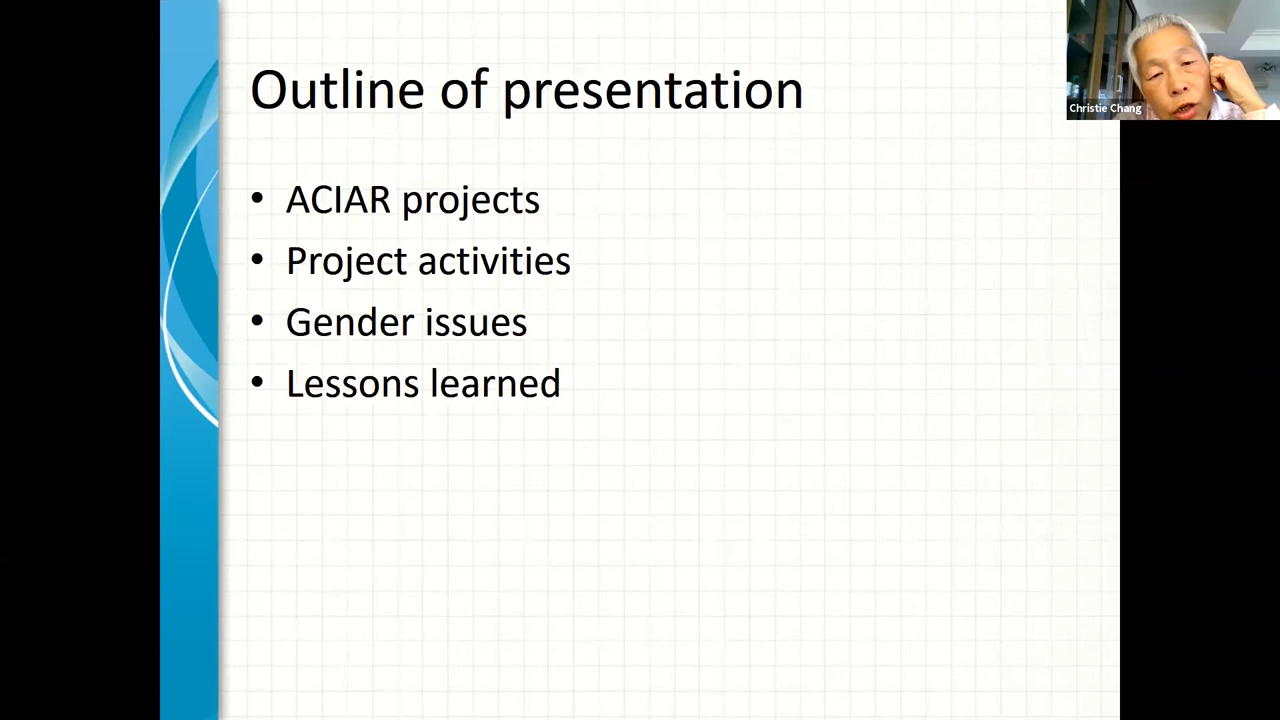 Outline of presentation
Christie Chang
• ACIAR projects
• Project activities
• Gender issues
• Lessons learned